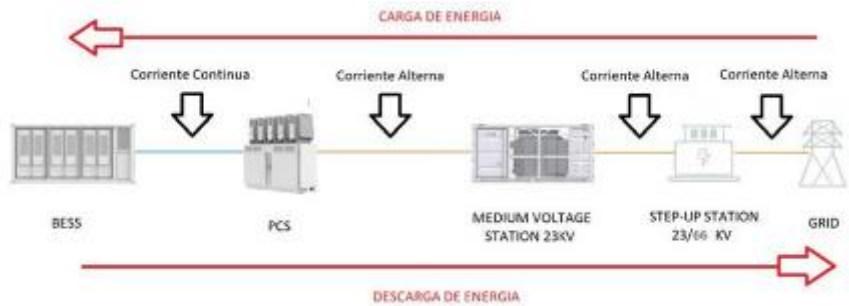 CARGA DE ENERGIA
Corriente Continua
Corriente Alterna
Corriente Alterna
Corriente Alterna
BESS
PCS
MEDIUM VOLTAGE
STATION 23KV
STEP-UP STATION
23/66 KV
GRID
DESCARGA DE ENERGIA